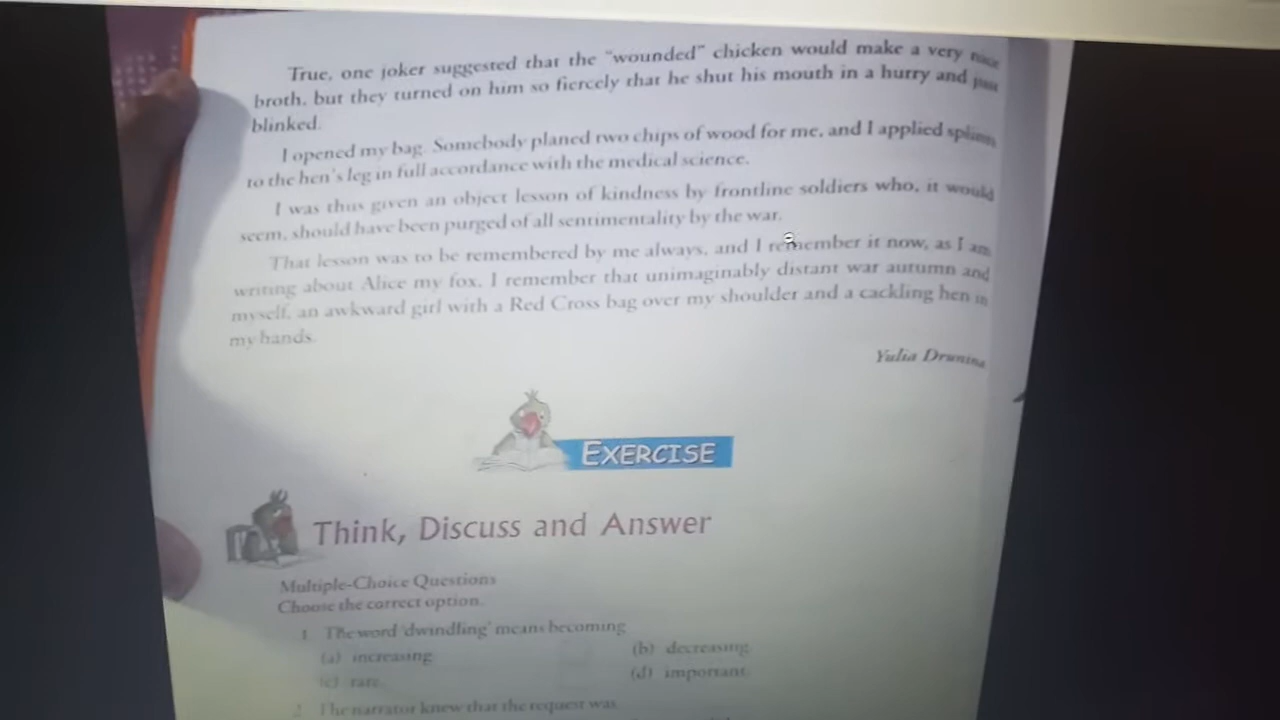 True, one joker suggested that the "wounded" chicken would make a very nice
broth, but they turned on him so fiercely that he shut his mouth in a hurry and just
blinked.
I opened my bag. Somebody planed two chips of wood for me, and I applied splints
to the hen's leg in full accordance with the medical science.
I was thus given an object lesson of kindness by frontline soldiers who, it would
seem, should have been purged of all sentimentality by the war.
That lesson was to be remembered by me always, and I remember it now, as I am
writing about Alice my fox. I remember that unimaginably distant war autumn and
myself, an awkward girl with a Red Cross bag over my shoulder and a cackling hen in
my hands.
Yulia Drunina
EXERCISE
Think, Discuss and Answer
Multiple-Choice Questions
Choose the correct option.
1. The word 'dwindling' means becoming
(a) increasing (b) decreasing
(c) rare (d) important
2. The narrator knew that the request was